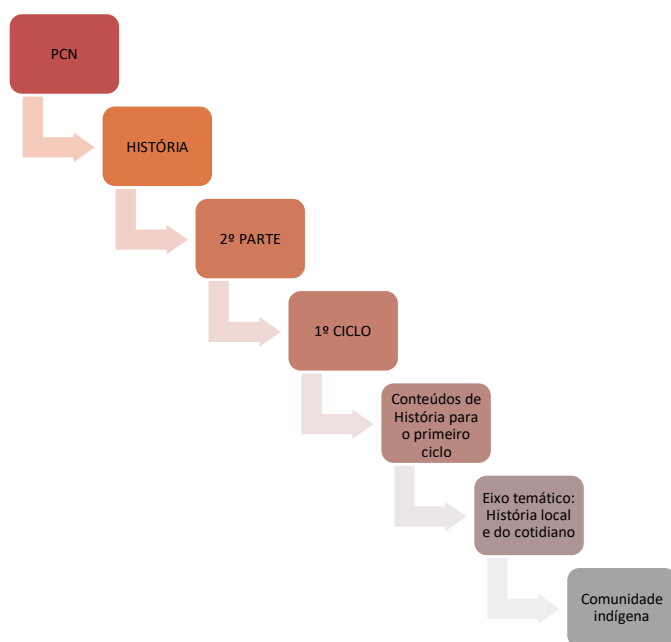 PCN
HISTÓRIA
2º PARTE
1º CICLO
Conteúdos de
História para
o primeiro
ciclo
Eixo temático:
História local
e do cotidiano
Comunidade
indígena